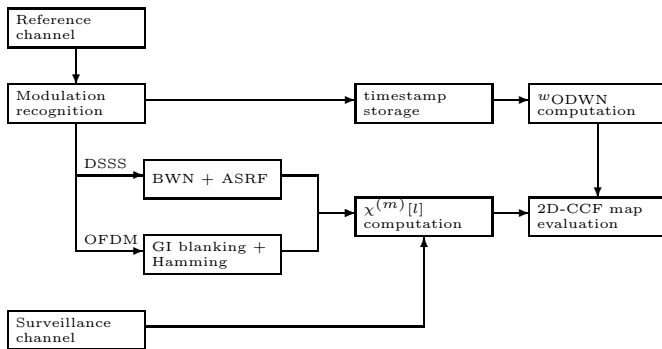 Reference
channel
Modulation
recognition
timestamp
storage
wODWN
computation
DSSS
BWN + ASRF
OFDM
GI blanking +
Hamming
χ(m)[l]
computation
2D-CCF map
evaluation
Surveillance
channel